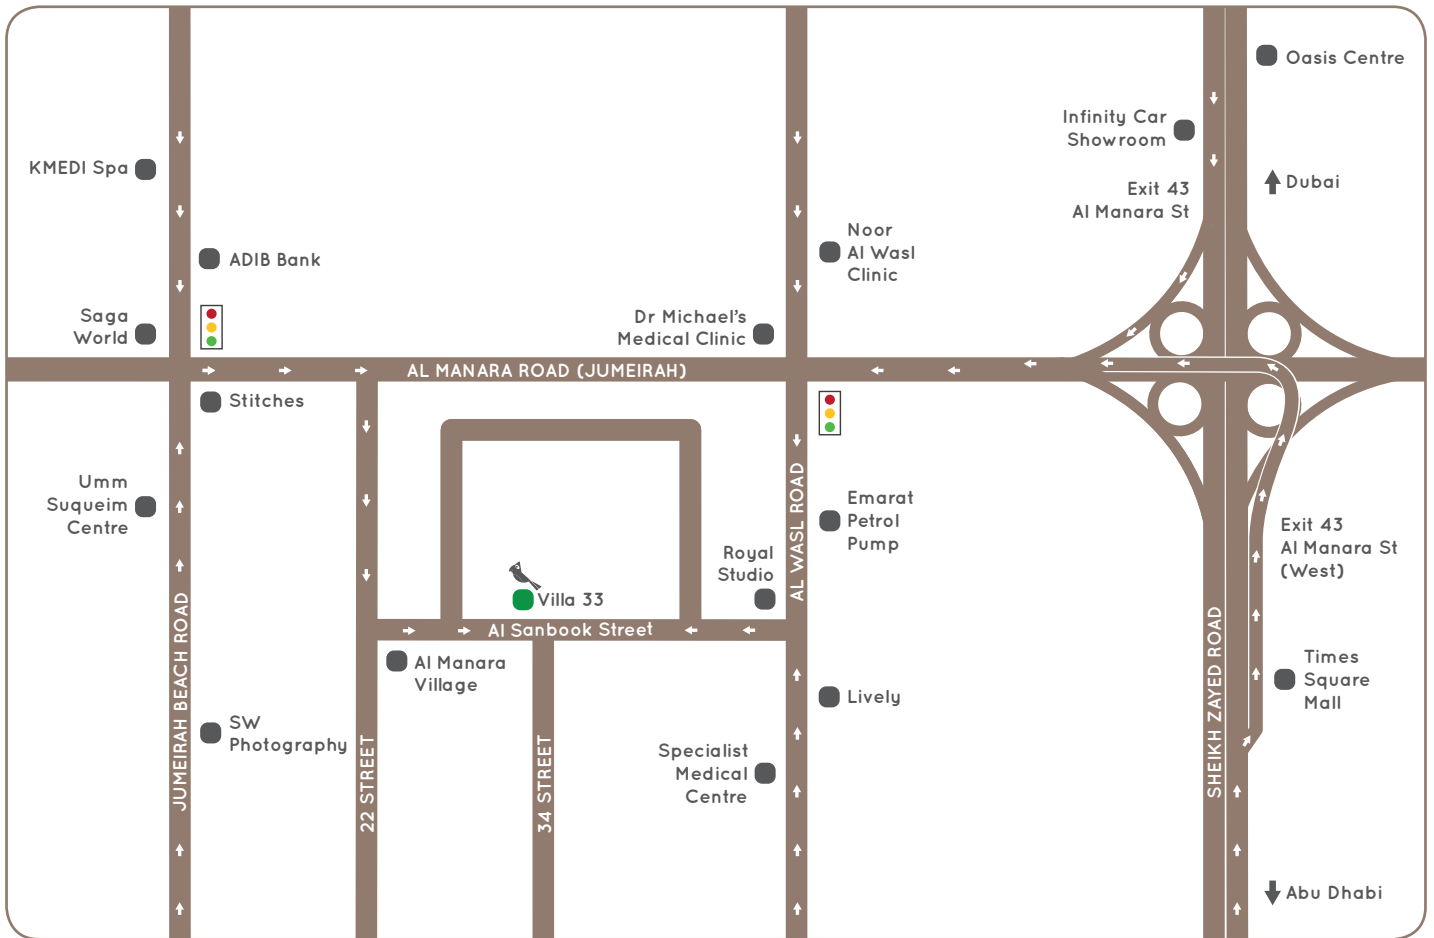 Oasis Centre
Infinity Car
Showroom
KMEDI Spa
Dubai
Exit 43
Al Manara St
Noor
Al Wasl
Clinic
ADIB Bank
Saga
World
Dr Michael's
Medical Clinic
AL MANARA ROAD (JUMEIRAH)
Stitches
Umm
Suqueim
Centre
AL WASL ROAD
Emarat
Petrol
Pump
Exit 43
Al Manara St
(West)
Royal
Studio
Villa 33
Al Sanbook Street
JUMEIRAH BEACH ROAD
SHEIKH ZAYED ROAD
Al Manara
Village
Times
Square
Mall
Lively
SW
Photography
22 STREET
34 STREET
Specialist
Medical
Centre
Abu Dhabi